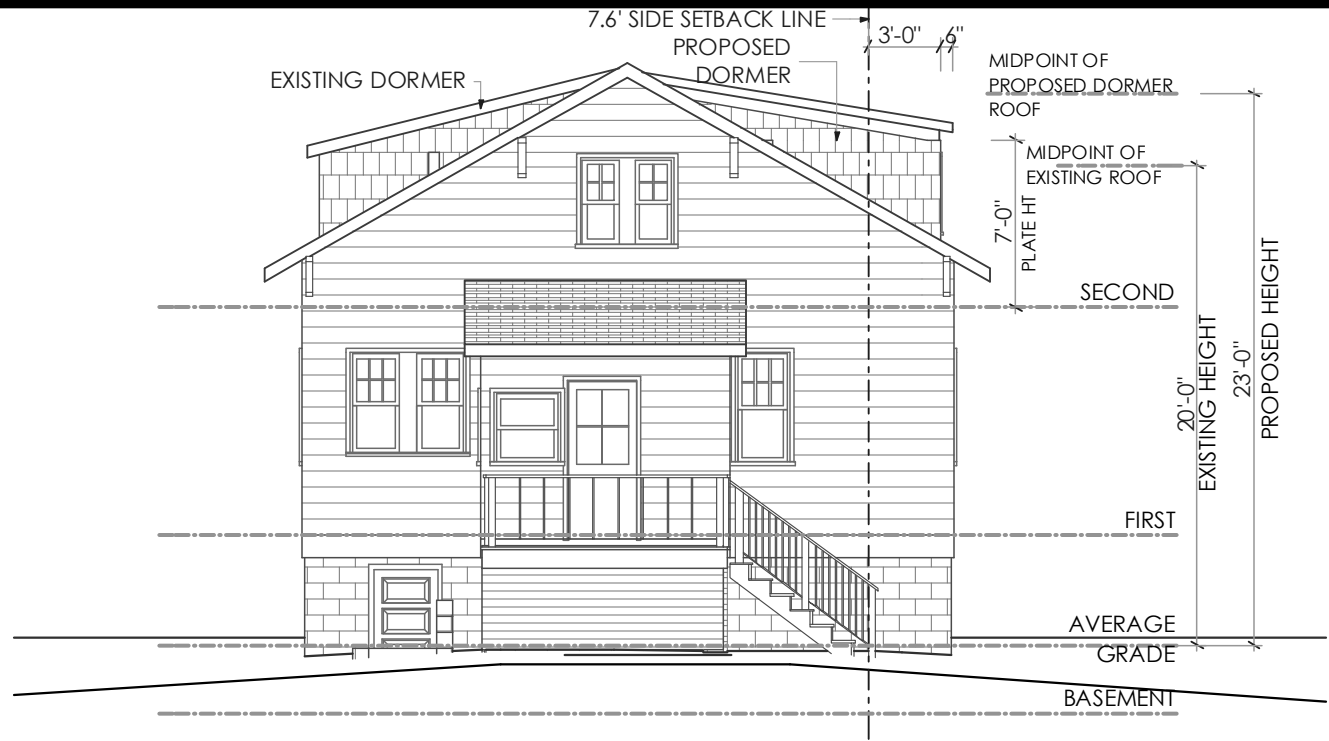 7.6' SIDE SETBACK LINE
3'-0" 6"
PROPOSED
DORMER
EXISTING DORMER
MIDPOINT OF
PROPOSED DORMER
ROOF
MIDPOINT OF
EXISTING ROOF
7'-0"
PLATE HT
SECOND
20'-0"
EXISTING HEIGHT
23'-0"
PROPOSED HEIGHT
FIRST
AVERAGE
GRADE
BASEMENT